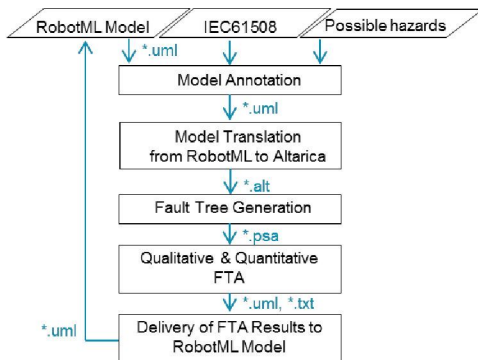 RobotML Model
IEC61508
Possible hazards
*.uml
Model Annotation
*.uml
Model Translation
from RobotML to Altarica
*.alt
Fault Tree Generation
*.psa
Qualitative & Quantitative
FTA
*.uml, *.txt
*.uml
Delivery of FTA Results to
RobotML Model